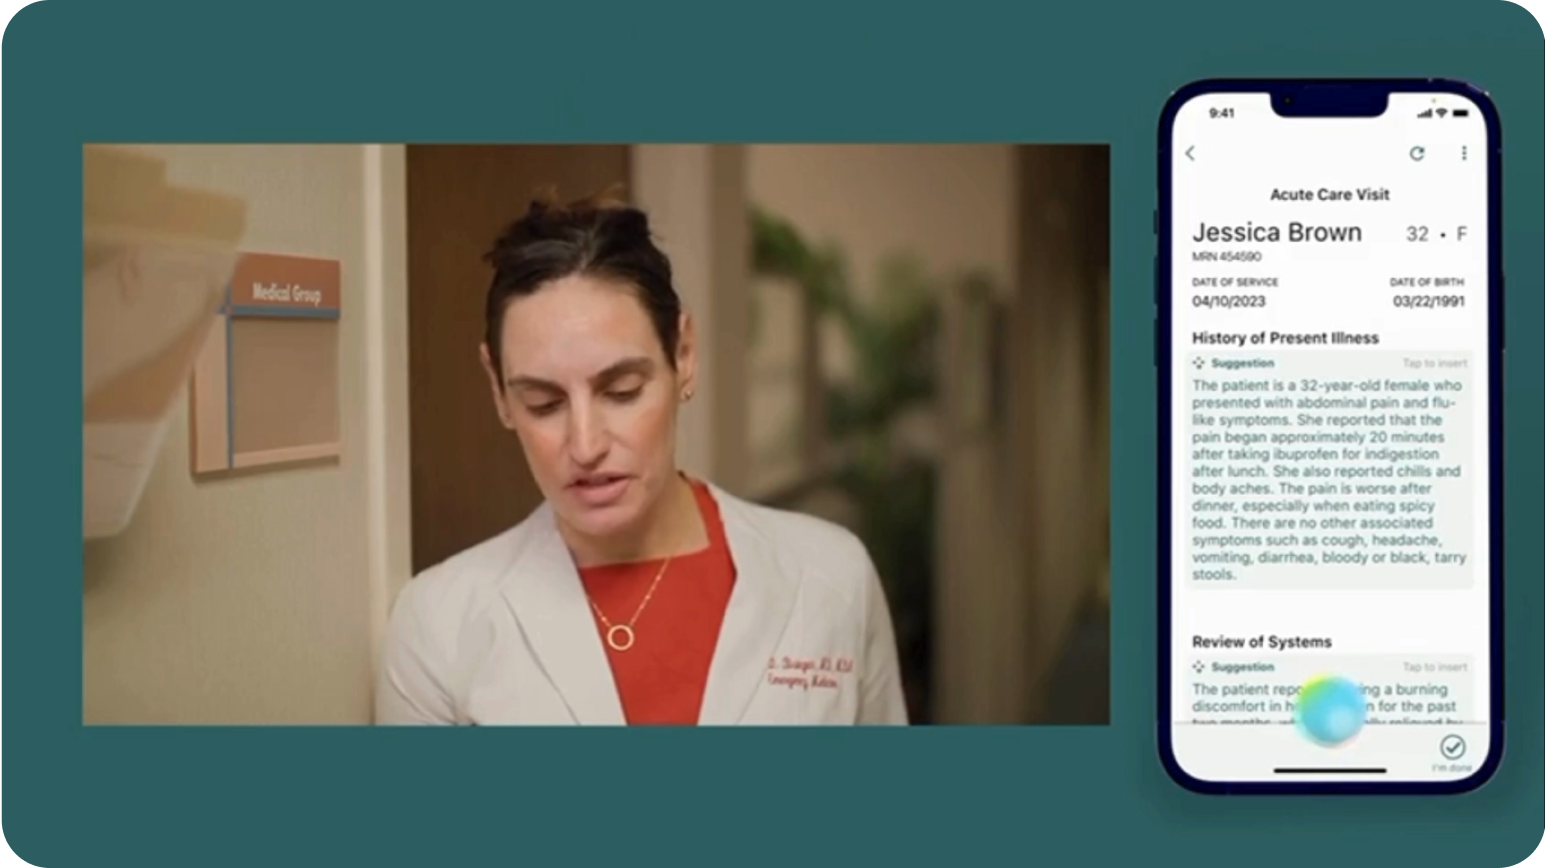 Medical Group
Emergency Medicine
9:41
Acute Care Visit
Jessica Brown 32 • F
MRN 454590
DATE OF SERVICE DATE OF BIRTH
04/10/2023 03/22/1991
History of Present Illness
Suggestion Tap to insert
The patient is a 32-year-old female who
presented with abdominal pain and flu-
like symptoms. She reported that the
pain began approximately 20 minutes
after taking ibuprofen for indigestion
after lunch. She also reported chills and
body aches. The pain is worse after
dinner, especially when eating spicy
food. There are no other associated
symptoms such as cough, headache,
vomiting, diarrhea, bloody or black, tarry
stools.
Review of Systems
Suggestion Tap to insert
The patient a burning
discomfort in for the past
two months,
I'm done